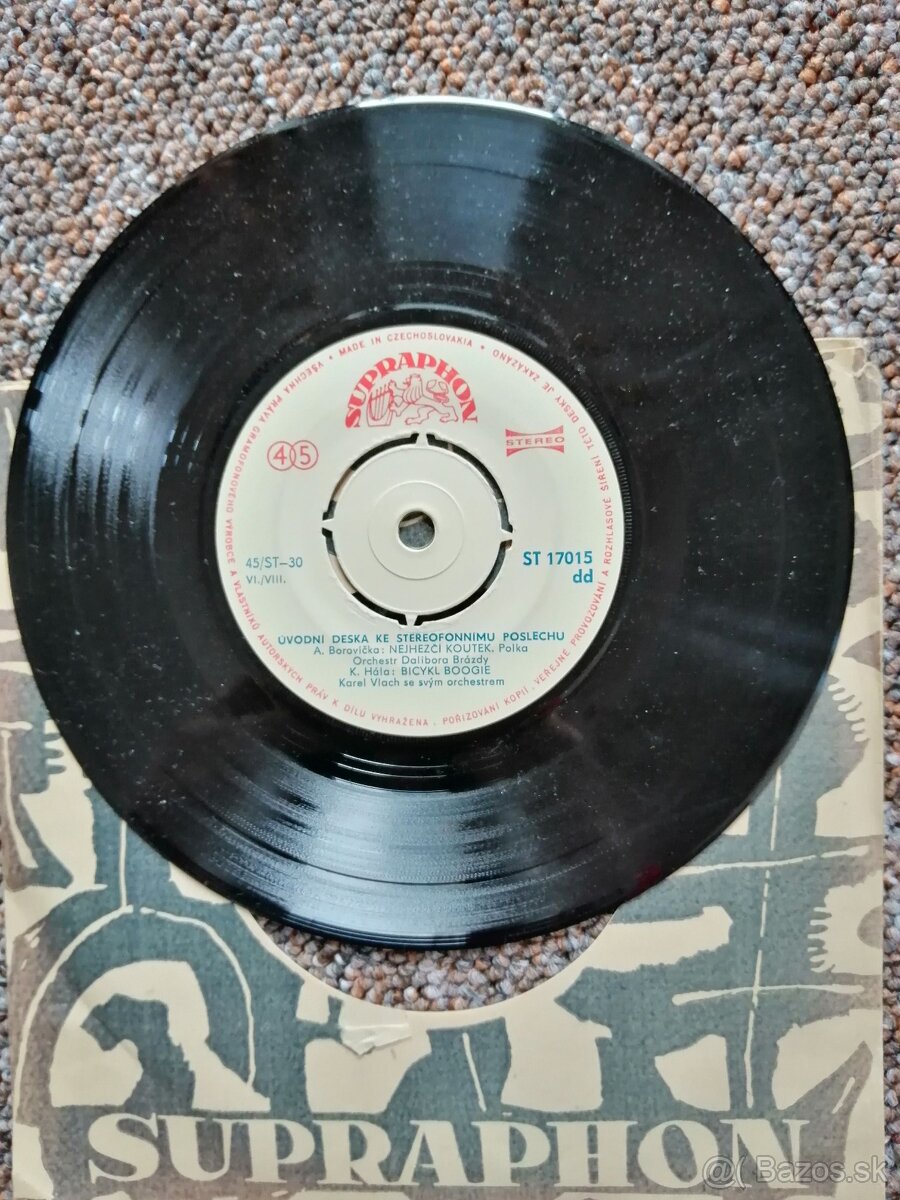 • MADE IN CZECHOSLOVAKIA •
VŠECHNA PRÁVA GRAMOFONOVÉHO VÝROBCE A VLASTNÍKŮ AUTORSKÝCH PRÁV K DÍLU VYHRAŽENA . POŘIZOVÁNÍ KOPIÍ . VEŘEJNÉ PROVOZOVÁNÍ A ROZHLASOVÉ ŠÍŘENÍ TÉTO DESKY JE ZAKÁZÁNO
SUPRAPHON
STEREO
45
45/ST–30
VI./VIII.
ST 17015
dd
ÚVODNÍ DESKA KE STEREOFONNÍMU POSLECHU
A. Borovička: NEJHEZČÍ KOUTEK, Polka
Orchestr Dalibora Brázdy
K. Hála: BICYKL BOOGIE
Karel Vlach se svým orchestrem
SUPRAPHON
@( Bazos.sk